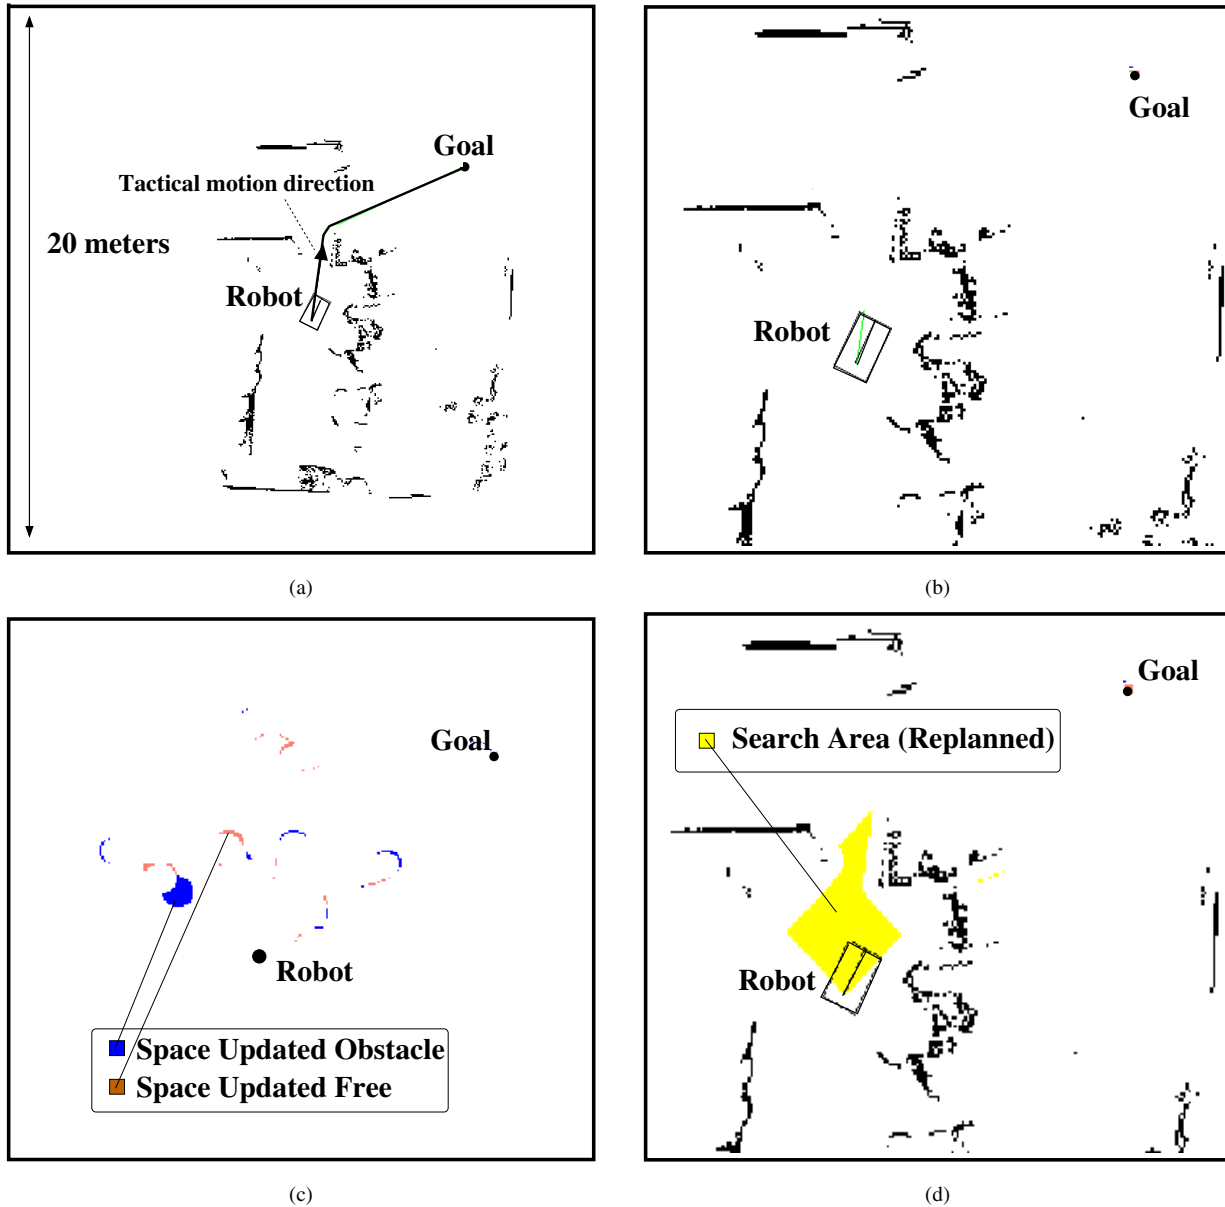 Goal
Tactical motion direction
20 meters
Robot
(a)
Goal
Robot
(b)
Goal
Robot
Space Updated Obstacle
Space Updated Free
(c)
Goal
Search Area (Replanned)
Robot
(d)